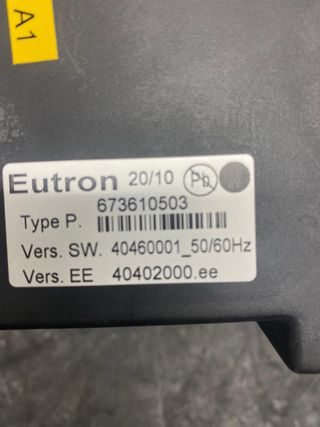 A1
Eutron 20/10 Pb
673610503
Type P.
Vers. SW. 40460001_50/60Hz
Vers. EE 40402000.ee